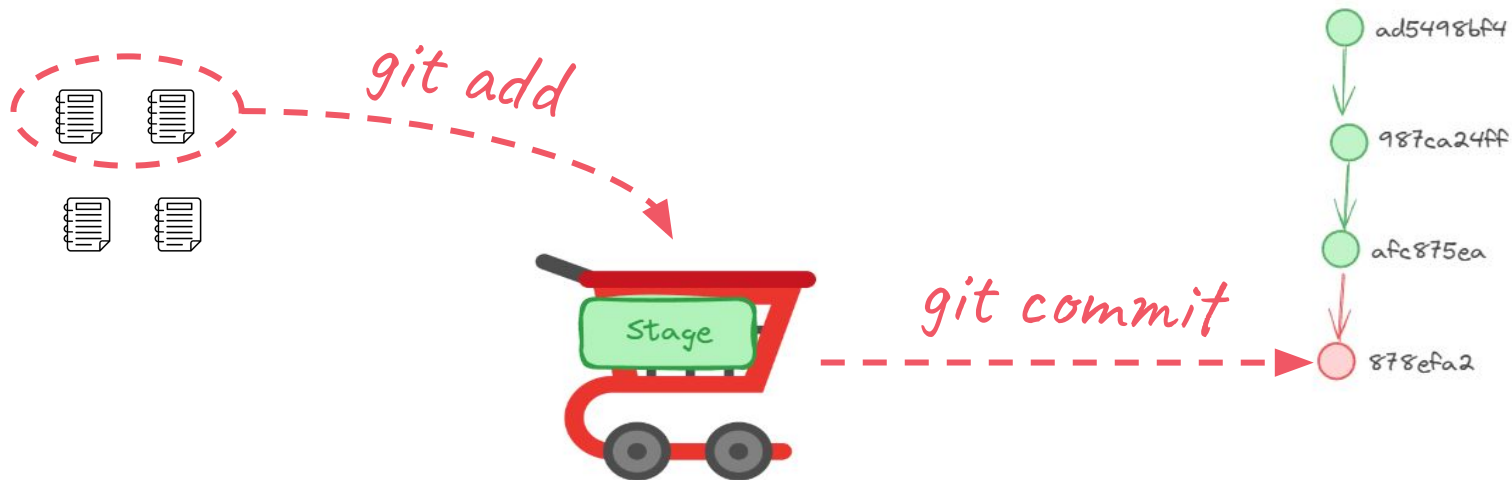 git add
Stage
git commit
ad5498bf4
987ca24ff
afc875ea
878efa2